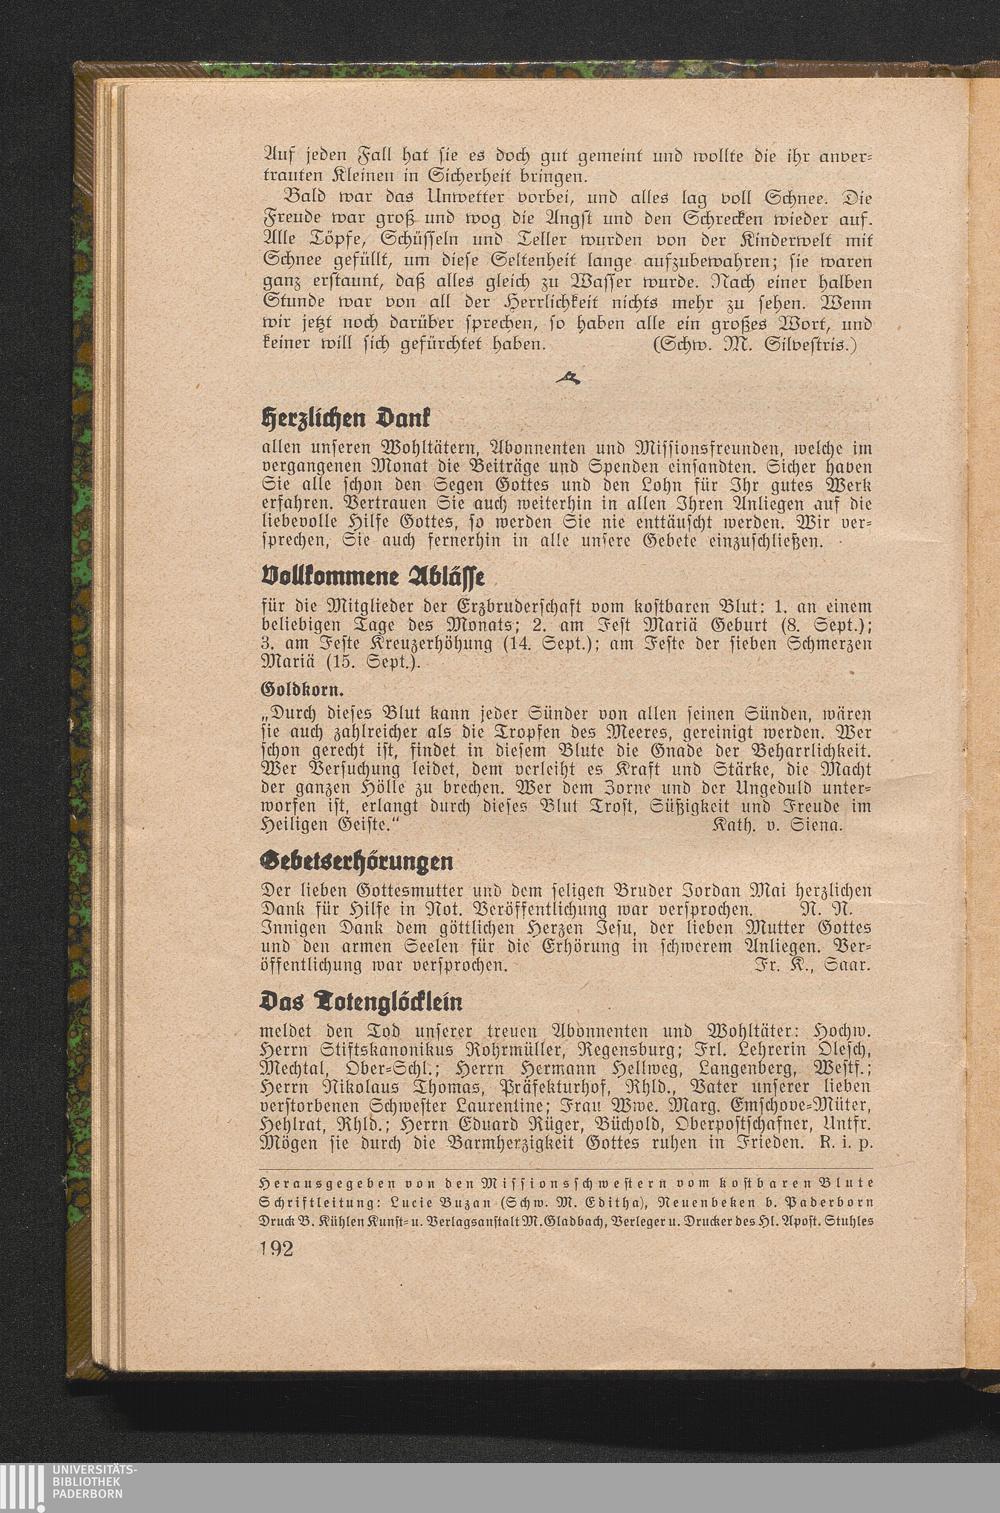 Auf jeden Fall hat sie es doch gut gemeint und wollte die ihr anver-
trauten Kleinen in Sicherheit bringen.
Bald war das Unwetter vorbei, und alles lag voll Schnee. Die
Freude war groß und wog die Angst und den Schrecken wieder auf.
Alle Töpfe, Schüsseln und Teller wurden von der Kinderwelt mit
Schnee gefüllt, um diese Seltenheit lange aufzubewahren; sie waren
ganz erstaunt, daß alles gleich zu Wasser wurde. Nach einer halben
Stunde war von all der Herrlichkeit nichts mehr zu sehen. Wenn
wir jetzt noch darüber sprechen, so haben alle ein großes Wort, und
keiner will sich gefürchtet haben. (Schw. M. Silvestris.)
Herzlichen Dank
allen unseren Wohltätern, Abonnenten und Missionsfreunden, welche im
vergangenen Monat die Beiträge und Spenden einsandten. Sicher haben
Sie alle schon den Segen Gottes und den Lohn für Ihr gutes Werk
erfahren. Vertrauen Sie auch weiterhin in allen Ihren Anliegen auf die
liebevolle Hilfe Gottes, so werden Sie nie enttäuscht werden. Wir ver-
sprechen, Sie auch fernerhin in alle unsere Gebete einzuschließen.
Vollkommene Ablässe
für die Mitglieder der Erzbruderschaft vom kostbaren Blut: 1. an einem
beliebigen Tage des Monats; 2. am Fest Mariä Geburt (8. Sept.);
3. am Feste Kreuzerhöhung (14. Sept.); am Feste der sieben Schmerzen
Mariä (15. Sept.).
Goldkorn.
„Durch dieses Blut kann jeder Sünder von allen seinen Sünden, wären
sie auch zahlreicher als die Tropfen des Meeres, gereinigt werden. Wer
schon gerecht ist, findet in diesem Blute die Gnade der Beharrlichkeit.
Wer Versuchung leidet, dem verleiht es Kraft und Stärke, die Macht
der ganzen Hölle zu brechen. Wer dem Zorne und der Ungeduld unter-
worfen ist, erlangt durch dieses Blut Trost, Süßigkeit und Freude im
Heiligen Geiste.“ Kath. v. Siena.
Gebetserhörungen
Der lieben Gottesmutter und dem seligen Bruder Jordan Mai herzlichen
Dank für Hilfe in Not. Veröffentlichung war versprochen. N. N.
Innigen Dank dem göttlichen Herzen Jesu, der lieben Mutter Gottes
und den armen Seelen für die Erhörung in schwerem Anliegen. Ver-
öffentlichung war versprochen. Fr. K., Saar.
Das Totenglöcklein
meldet den Tod unserer treuen Abonnenten und Wohltäter: Hochw.
Herrn Stiftskanonikus Rohrmüller, Regensburg; Frl. Lehrerin Olesch,
Mechtal, Ober-Schl.; Herrn Hermann Hellweg, Langenberg, Westf.;
Herrn Nikolaus Thomas, Präfekturhof, Rhld., Vater unserer lieben
verstorbenen Schwester Laurentine; Frau Wwe. Marg. Emschove-Müter,
Hehlrat, Rhld.; Herrn Eduard Rüger, Büchold, Oberpostschafner, Untfr.
Mögen sie durch die Barmherzigkeit Gottes ruhen in Frieden. R. i. p.
Herausgegeben von den Missionsschwestern vom kostbaren Blute
Schriftleitung: Lucie Buzan (Schw. M. Editha), Neuenbeken b. Paderborn
Druck B. Kühlen Kunst- u. Verlagsanstalt M.Gladbach, Verleger u. Drucker des Hl. Apost. Stuhles
192
UNIVERSITÄTS-
BIBLIOTHEK
PADERBORN